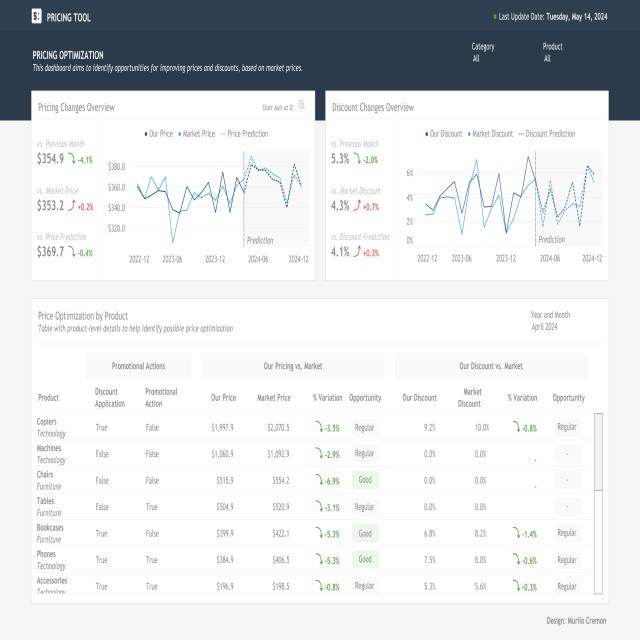 PRICING TOOL
Last Update Date: Tuesday, May 14, 2024
PRICING OPTIMIZATION
This dashboard aims to identify opportunities for improving prices and discounts, based on market prices.
Category
All
Product
All
Pricing Changes Overview
Start Axis at 0:
vs. Previous Month
$354.9 -4.1%
vs. Market Price
$353.2 +0.2%
vs. Price Prediction
$369.7 -0.4%
Our Price Market Price Price Prediction
$380.0
$360.0
$340.0
$320.0
Prediction
2022-12 2023-06 2024-06 2024-12
Discount Changes Overview
vs. Previous Month
5.3% -2.0%
vs. Market Discount
4.3% +0.7%
vs. Discount Prediction
4.1% +0.3%
Our Discount Market Discount Discount Prediction
6%
4%
2%
0%
Prediction
2022-12 2023-06 2024-06 2024-12
Price Optimization by Product
Table with product-level details to help identify possible price optimization
Year and Month
April 2024
Promotional Actions Our Pricing vs. Market Our Discount vs. Market
Product Discount Application Promotional Action Our Price Market Price % Variation Opportunity Our Discount Market Discount % Variation Opportunity
Copiers
Technology True False $1,997.9 $2,070.5 -3.5% Regular 9.2% 10.0% -0.8% Regular
Machines
Technology False False $1,060.9 $1,092.9 -2.9% Regular 0.0% 0.0% - -
Chairs
Furniture False False $515.9 $554.2 -6.9% Good 0.0% 0.0% - -
Tables
Furniture False True $504.9 $520.9 -3.1% Regular 0.0% 0.0% -
Bookcases
Furniture True False $399.9 $422.1 -5.3% Good 6.8% 8.2% -1.4% Regular
Phones
Technology True True $384.9 $406.5 -5.3% Good 7.5% 8.0% -0.6% Regular
Accessories
Technology True True $196.9 $198.5 -0.8% Regular 5.3% 5.6% -0.3% Regular
Design: Murilo Cremon